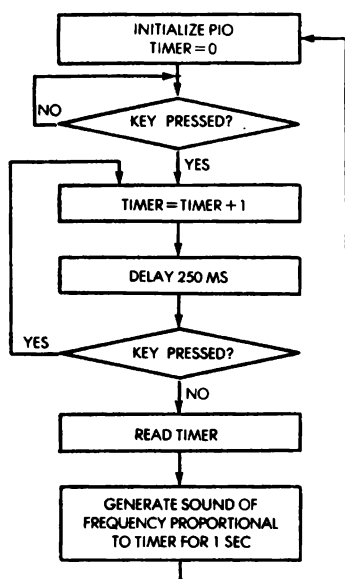 INITIALIZE PIO
TIMER = 0
NO
KEY PRESSED?
YES
TIMER = TIMER + 1
DELAY 250 MS
YES
KEY PRESSED?
NO
READ TIMER
GENERATE SOUND OF
FREQUENCY PROPORTIONAL
TO TIMER FOR 1 SEC